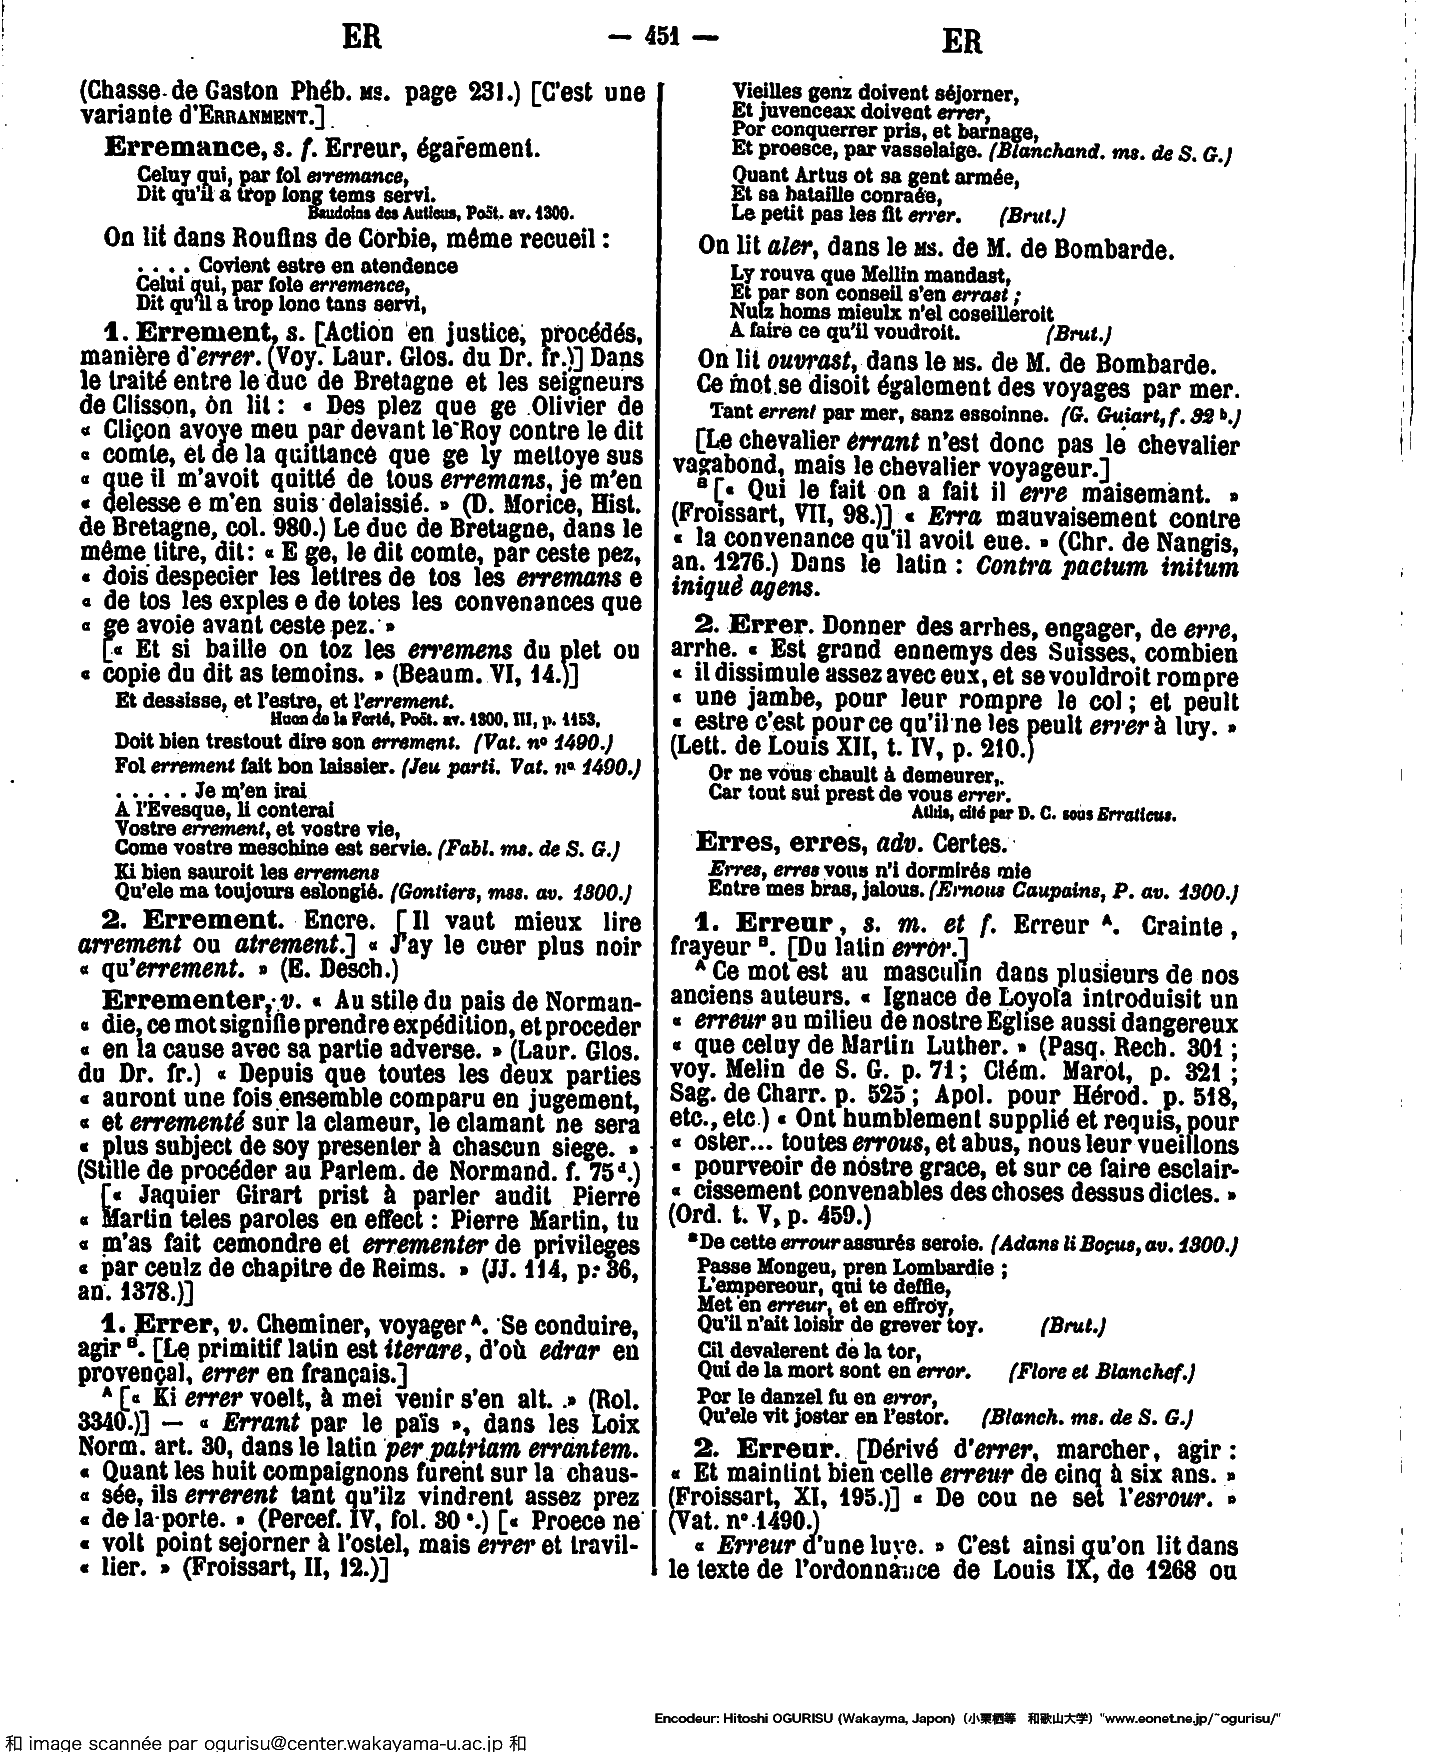 ER
— 451 —
ER
(Chasse de Gaston Phéb. MS. page 231.) [C'est une
variante d'ERRANMENT.]
Erremance, s. f. Erreur, égarement.
Celuy qui, par fol erremance,
Dit qu'il a trop long tems servi.
Baudoins des Auticus, Poët. av. 1300.
On lit dans Roufins de Corbie, même recueil :
. . . . Covient estre en atendence
Celui qui, par fole erremence,
Dit qu'il a trop lonc tans servi,
1. Errement, s. [Action en justice, procédés,
manière d'errer. (Voy. Laur. Glos. du Dr. fr.)] Dans
le traité entre le duc de Bretagne et les seigneurs
de Clisson, on lit : « Des plez que ge Olivier de
« Cliçon avoye meu par devant le Roy contre le dit
« comte, et de la quittance que ge ly mettoye sus
« que il m'avoit quitté de tous erremans, je m'en
« delesse e m'en suis delaissié. » (D. Morice, Hist.
de Bretagne, col. 980.) Le duc de Bretagne, dans le
même titre, dit : « E ge, le dit comte, par ceste pez,
« dois despecier les lettres de tos les erremans e
« de tos les exples e de totes les convenances que
« ge avoie avant ceste pez. »
[« Et si baille on toz les erremens du plet ou
« copie du dit as temoins. » (Beaum. VI, 14.)]
Et dessaisse, et l'estre, et l'errement.
Huon de la Ferté, Poët. av. 1300, III, p. 1153.
Doit bien trestout dire son errement. (Vat. n° 1490.)
Fol errement fait bon laissier. (Jeu parti. Vat. n° 1490.)
. . . . . Je m'en irai
A l'Evesque, li conterai
Vostre errement, et vostre vie,
Come vostre meschine est servie. (Fabl. ms. de S. G.)
Ki bien sauroit les erremens
Qu'ele ma toujours eslongié. (Gontiers, mss. av. 1300.)
2. Errement. Encre. [Il vaut mieux lire
arrement ou atrement.] « J'ay le cuer plus noir
« qu'errement. » (E. Desch.)
Errementer, v. « Au stile du pais de Norman-
« die, ce mot signifie prendre expédition, et proceder
« en la cause avec sa partie adverse. » (Laur. Glos.
du Dr. fr.) « Depuis que toutes les deux parties
« auront une fois ensemble comparu en jugement,
« et errementé sur la clameur, le clamant ne sera
« plus subject de soy presenter à chascun siege. »
(Stille de procéder au Parlem. de Normand. f. 75 d.)
[« Jaquier Girart prist à parler audit Pierre
« Martin teles paroles en effect : Pierre Martin, tu
« m'as fait cemondre et errementer de privileges
« par ceulz de chapitre de Reims. » (JJ. 114, p. 36,
an. 1378.)]
1. Errer, v. Cheminer, voyager A. Se conduire,
agir B. [Le primitif latin est iterare, d'où edrar en
provençal, errer en français.]
A [« Ki errer voelt, à mei venir s'en alt. » (Rol.
3340.)] — « Errant par le païs », dans les Loix
Norm. art. 30, dans le latin per patriam errantem.
« Quant les huit compaignons furent sur la chaus-
« sée, ils errerent tant qu'ilz vindrent assez prez
« de la porte. » (Percef. IV, fol. 30 a.) [« Proece ne
« volt point sejorner à l'ostel, mais errer et travil-
« lier. » (Froissart, II, 12.)]
Vieilles genz doivent séjorner,
Et juvenceax doivent errer,
Por conquerrer pris, et barnage,
Et proesce, par vasselaige. (Blanchand. ms. de S. G.)
Quant Artus ot sa gent armée,
Et sa bataille conraée,
Le petit pas les fit errer. (Brut.)
On lit aler, dans le MS. de M. de Bombarde.
Ly rouva que Mellin mandast,
Et par son conseil s'en errast ;
Nulz homs mieulx n'el coseilleroit
A faire ce qu'il voudroit. (Brut.)
On lit ouvrast, dans le MS. de M. de Bombarde.
Ce mot se disoit également des voyages par mer.
Tant errent par mer, sanz essoinne. (G. Guiart, f. 32 b.)
[Le chevalier errant n'est donc pas le chevalier
vagabond, mais le chevalier voyageur.]
B [« Qui le fait on a fait il erre maisemant. »
(Froissart, VII, 98.)] « Erra mauvaisement contre
« la convenance qu'il avoit eue. » (Chr. de Nangis,
an. 1276.) Dans le latin : Contra pactum initum
iniquè agens.
2. Errer. Donner des arrhes, engager, de erre,
arrhe. « Est grand ennemys des Suisses, combien
« il dissimule assez avec eux, et se vouldroit rompre
« une jambe, pour leur rompre le col ; et peult
« estre c'est pour ce qu'il ne les peult errer à luy. »
(Lett. de Louis XII, t. IV, p. 210.)
Or ne vous chault à demeurer,
Car tout sui prest de vous errer.
Athis, cité par D. C. sous Erraticus.
Erres, erres, adv. Certes.
Erres, erres vous n'i dormirés mie
Entre mes bras, jalous. (Ernous Caupains, P. av. 1300.)
1. Erreur, s. m. et f. Erreur A. Crainte,
frayeur B. [Du latin error.]
A Ce mot est au masculin dans plusieurs de nos
anciens auteurs. « Ignace de Loyola introduisit un
« erreur au milieu de nostre Eglise aussi dangereux
« que celuy de Martin Luther. » (Pasq. Rech. 301 ;
voy. Melin de S. G. p. 71 ; Clém. Marot, p. 321 ;
Sag. de Charr. p. 525 ; Apol. pour Hérod. p. 518,
etc., etc.) « Ont humblement supplié et requis, pour
« oster... toutes errous, et abus, nous leur vueillons
« pourveoir de nostre grace, et sur ce faire esclair-
« cissement convenables des choses dessus dictes. »
(Ord. t. V, p. 459.)
B De cette errour assurés seroie. (Adans li Boçus, av. 1300.)
Passe Mongeu, pren Lombardie ;
L'empereour, qui te deffie,
Met en erreur, et en effroy,
Qu'il n'ait loisir de grever toy. (Brut.)
Cil devalerent de la tor,
Qui de la mort sont en error. (Flore et Blanchef.)
Por le danzel fu en error,
Qu'ele vit joster en l'estor. (Blanch. ms. de S. G.)
2. Erreur. [Dérivé d'errer, marcher, agir :
« Et maintint bien celle erreur de cinq à six ans. »
(Froissart, XI, 195.)] « De cou ne set l'esrour. »
(Vat. n° 1490.)
« Erreur d'une luye. » C'est ainsi qu'on lit dans
le texte de l'ordonnance de Louis IX, de 1268 ou
Encodeur: Hitoshi OGURISU (Wakayma, Japon) (小栗栖等 和歌山大学) "www.eonet.ne.jp/~ogurisu/"
和 image scannée par ogurisu@center.wakayama-u.ac.jp 和